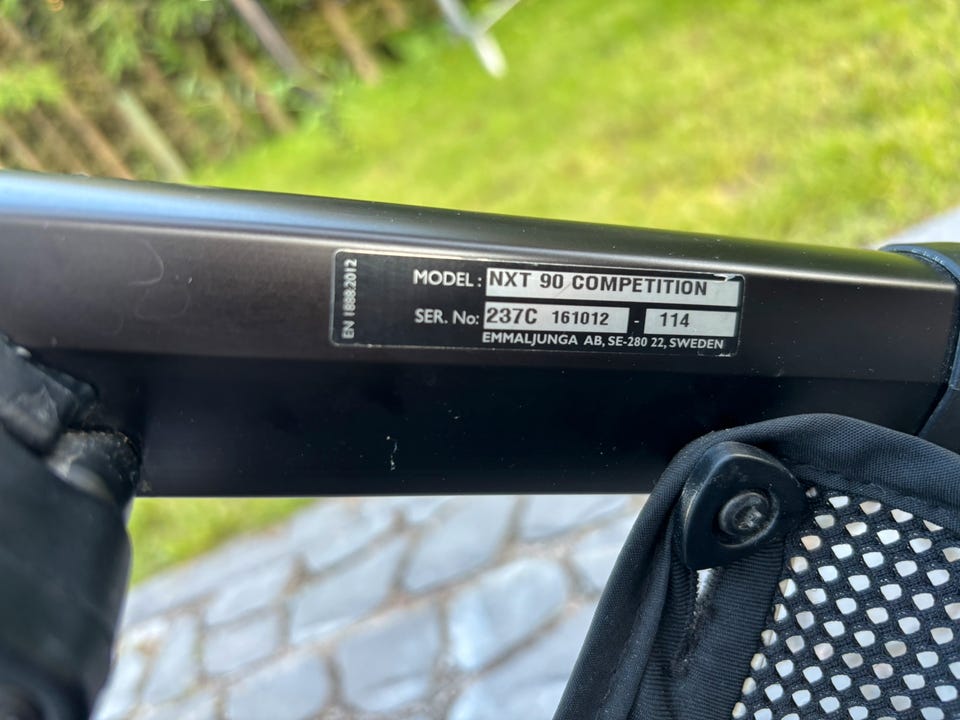 EN 1888:2012
MODEL: NXT 90 COMPETITION
SER. No: 237C 161012 - 114
EMMALJUNGA AB, SE-280 22, SWEDEN